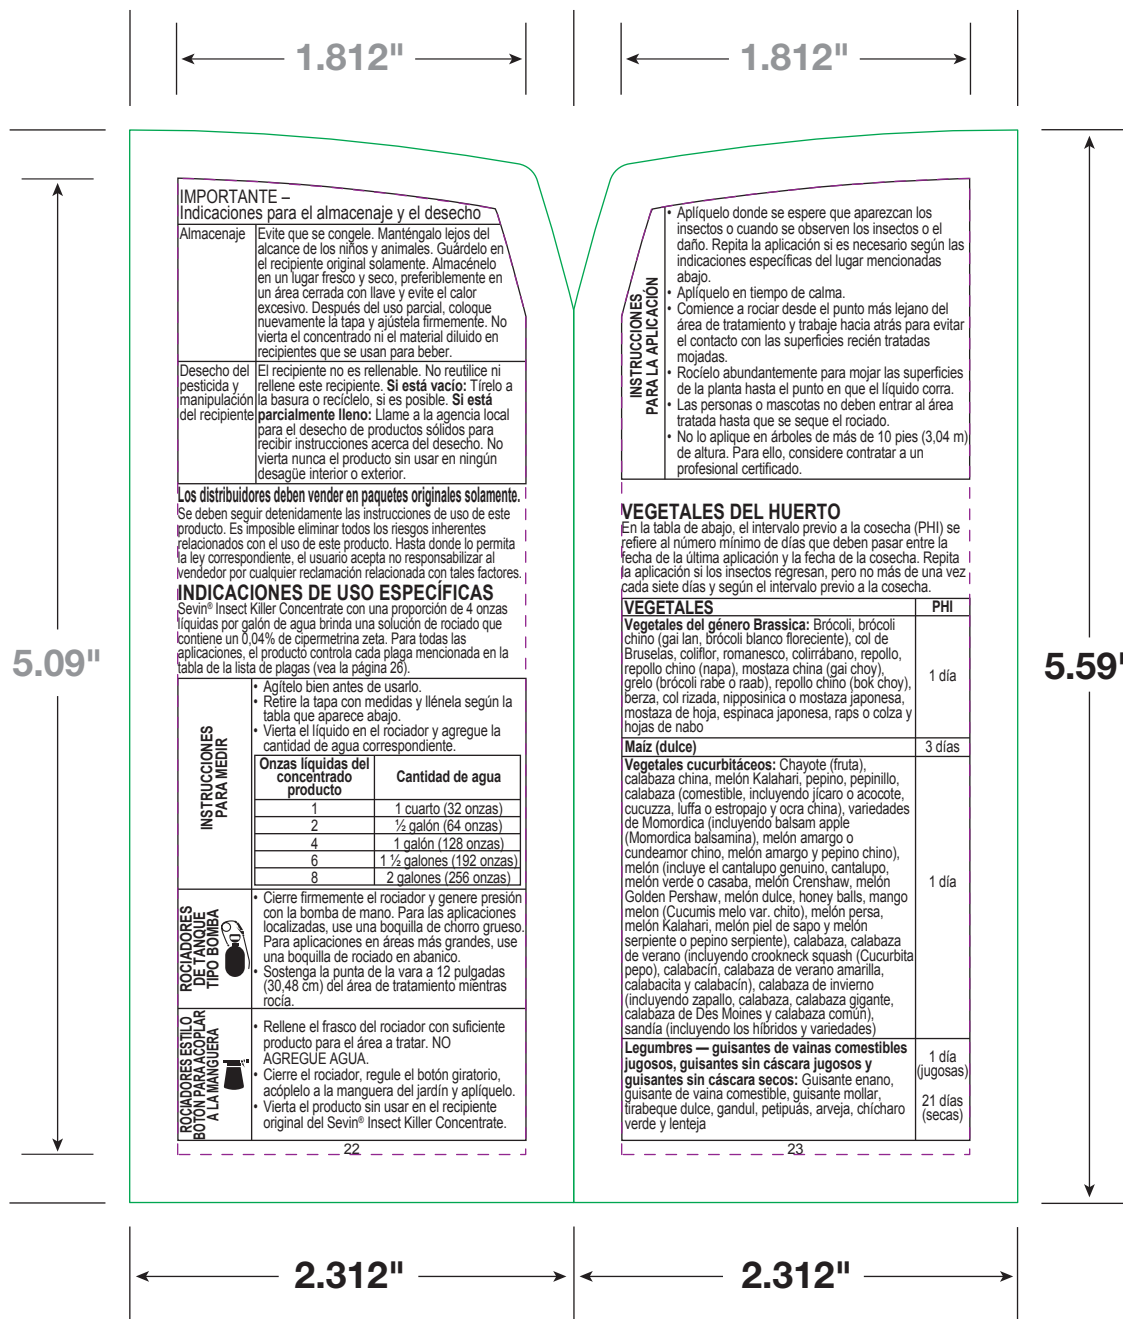 1.812"
1.812"
5.09"
5.59"
IMPORTANTE –
Indicaciones para el almacenaje y el desecho
Almacenaje
Evite que se congele. Manténgalo lejos del
alcance de los niños y animales. Guárdelo en
el recipiente original solamente. Almacénelo
en un lugar fresco y seco, preferiblemente en
un área cerrada con llave y evite el calor
excesivo. Después del uso parcial, coloque
nuevamente la tapa y ajústela firmemente. No
vierta el concentrado ni el material diluido en
recipientes que se usan para beber.
Desecho del
pesticida y
manipulación
del recipiente
El recipiente no es rellenable. No reutilice ni
rellene este recipiente. Si está vacío: Tírelo a
la basura o recíclelo, si es posible. Si está
parcialmente lleno: Llame a la agencia local
para el desecho de productos sólidos para
recibir instrucciones acerca del desecho. No
vierta nunca el producto sin usar en ningún
desagüe interior o exterior.
Los distribuidores deben vender en paquetes originales solamente.
Se deben seguir detenidamente las instrucciones de uso de este
producto. Es imposible eliminar todos los riesgos inherentes
relacionados con el uso de este producto. Hasta donde lo permita
la ley correspondiente, el usuario acepta no responsabilizar al
vendedor por cualquier reclamación relacionada con tales factores.
INDICACIONES DE USO ESPECÍFICAS
Sevin® Insect Killer Concentrate con una proporción de 4 onzas
líquidas por galón de agua brinda una solución de rociado que
contiene un 0,04% de cipermetrina zeta. Para todas las
aplicaciones, el producto controla cada plaga mencionada en la
tabla de la lista de plagas (vea la página 26).
INSTRUCCIONES
PARA MEDIR
• Agítelo bien antes de usarlo.
• Retire la tapa con medidas y llénela según la
tabla que aparece abajo.
• Vierta el líquido en el rociador y agregue la
cantidad de agua correspondiente.
Onzas líquidas del
concentrado
producto
Cantidad de agua
1 1 cuarto (32 onzas)
2 ½ galón (64 onzas)
4 1 galón (128 onzas)
6 1 ½ galones (192 onzas)
8 2 galones (256 onzas)
ROCIADORES
DE TANQUE
TIPO BOMBA
• Cierre firmemente el rociador y genere presión
con la bomba de mano. Para las aplicaciones
localizadas, use una boquilla de chorro grueso.
Para aplicaciones en áreas más grandes, use
una boquilla de rociado en abanico.
• Sostenga la punta de la vara a 12 pulgadas
(30,48 cm) del área de tratamiento mientras
rocía.
ROCIADORES ESTILO
BOTÓN PARA ACOPLAR
A LA MANGUERA
• Rellene el frasco del rociador con suficiente
producto para el área a tratar. NO
AGREGUE AGUA.
• Cierre el rociador, regule el botón giratorio,
acóplelo a la manguera del jardín y aplíquelo.
• Vierta el producto sin usar en el recipiente
original del Sevin® Insect Killer Concentrate.
22
INSTRUCCIONES
PARA LA APLICACIÓN
• Aplíquelo donde se espere que aparezcan los
insectos o cuando se observen los insectos o el
daño. Repita la aplicación si es necesario según las
indicaciones específicas del lugar mencionadas
abajo.
• Aplíquelo en tiempo de calma.
• Comience a rociar desde el punto más lejano del
área de tratamiento y trabaje hacia atrás para evitar
el contacto con las superficies recién tratadas
mojadas.
• Rocíelo abundantemente para mojar las superficies
de la planta hasta el punto en que el líquido corra.
• Las personas o mascotas no deben entrar al área
tratada hasta que se seque el rociado.
• No lo aplique en árboles de más de 10 pies (3,04 m)
de altura. Para ello, considere contratar a un
profesional certificado.
VEGETALES DEL HUERTO
En la tabla de abajo, el intervalo previo a la cosecha (PHI) se
refiere al número mínimo de días que deben pasar entre la
fecha de la última aplicación y la fecha de la cosecha. Repita
la aplicación si los insectos regresan, pero no más de una vez
cada siete días y según el intervalo previo a la cosecha.
VEGETALES PHI
Vegetales del género Brassica: Brócoli, brócoli
chino (gai lan, brócoli blanco floreciente), col de
Bruselas, coliflor, romanesco, colirrábano, repollo,
repollo chino (napa), mostaza china (gai choy),
grelo (brócoli rabe o raab), repollo chino (bok choy),
berza, col rizada, nipposinica o mostaza japonesa,
mostaza de hoja, espinaca japonesa, raps o colza y
hojas de nabo
1 día
Maíz (dulce) 3 días
Vegetales cucurbitáceos: Chayote (fruta),
calabaza china, melón Kalahari, pepino, pepinillo,
calabaza (comestible, incluyendo jícaro o acocote,
cucuzza, luffa o estropajo y ocra china), variedades
de Momordica (incluyendo balsam apple
(Momordica balsamina), melón amargo o
cundeamor chino, melón amargo y pepino chino),
melón (incluye el cantalupo genuino, cantalupo,
melón verde o casaba, melón Crenshaw, melón
Golden Pershaw, melón dulce, honey balls, mango
melon (Cucumis melo var. chito), melón persa,
melón Kalahari, melón piel de sapo y melón
serpiente o pepino serpiente), calabaza, calabaza
de verano (incluyendo crookneck squash (Cucurbita
pepo), calabacín, calabaza de verano amarilla,
calabacita y calabacín), calabaza de invierno
(incluyendo zapallo, calabaza, calabaza gigante,
calabaza de Des Moines y calabaza común),
sandía (incluyendo los híbridos y variedades)
1 día
Legumbres — guisantes de vainas comestibles
jugosos, guisantes sin cáscara jugosos y
guisantes sin cáscara secos: Guisante enano,
guisante de vaina comestible, guisante mollar,
tirabeque dulce, gandul, petipuás, arveja, chícharo
verde y lenteja
1 día
(jugosas)
21 días
(secas)
23
2.312"
2.312"